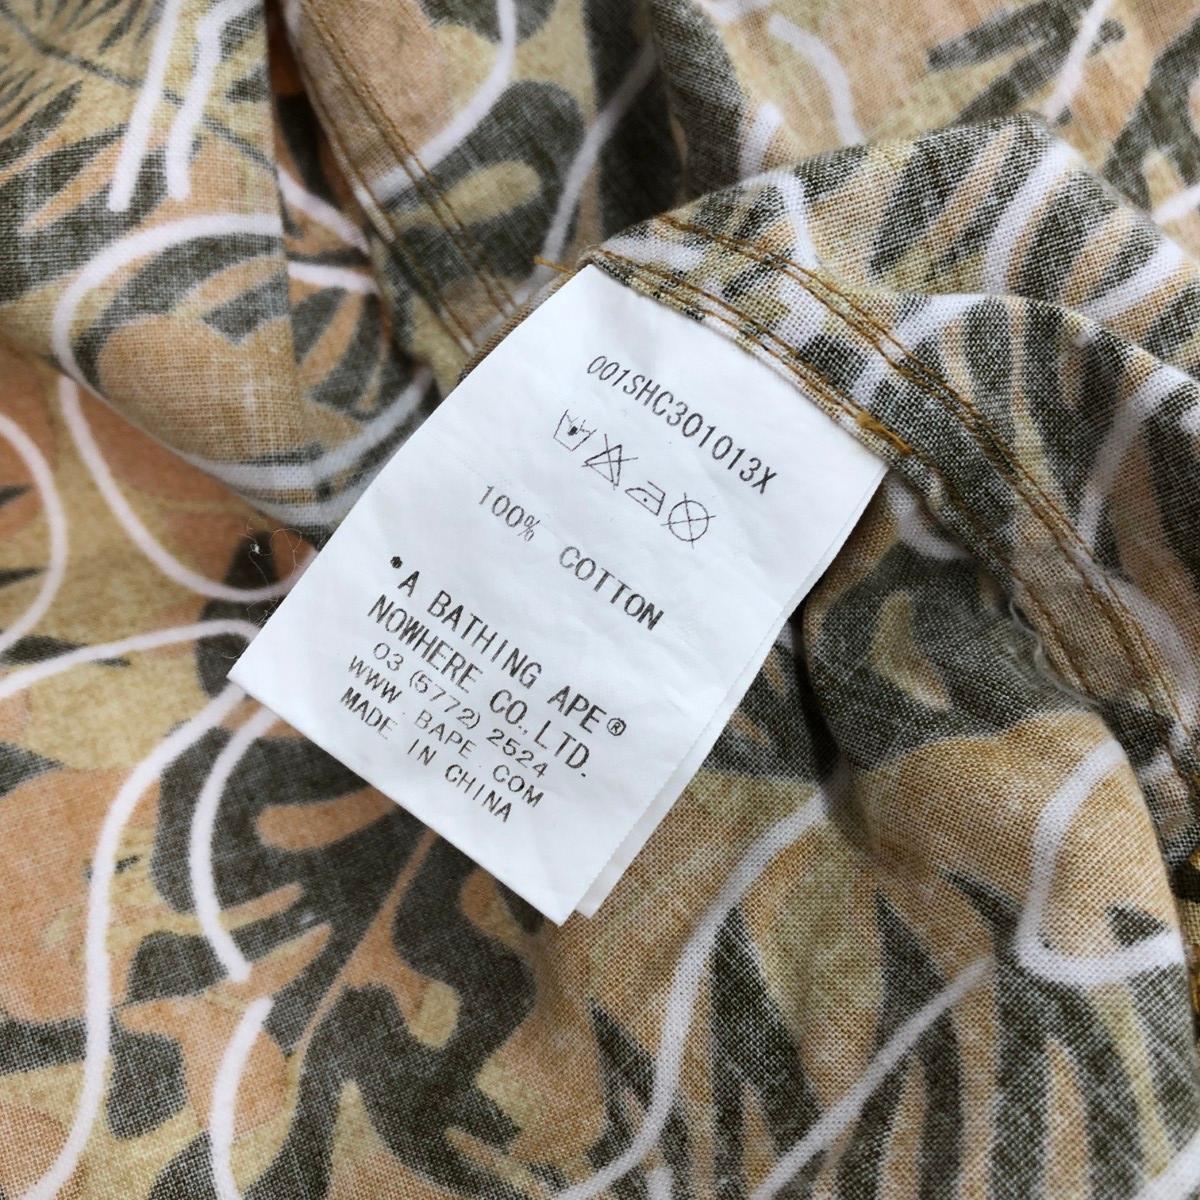 001SHC301013X
100% COTTON
•A BATHING APE®
NOWHERE CO., LTD.
03 (5772) 2524
WWW. BAPE. COM
MADE IN CHINA